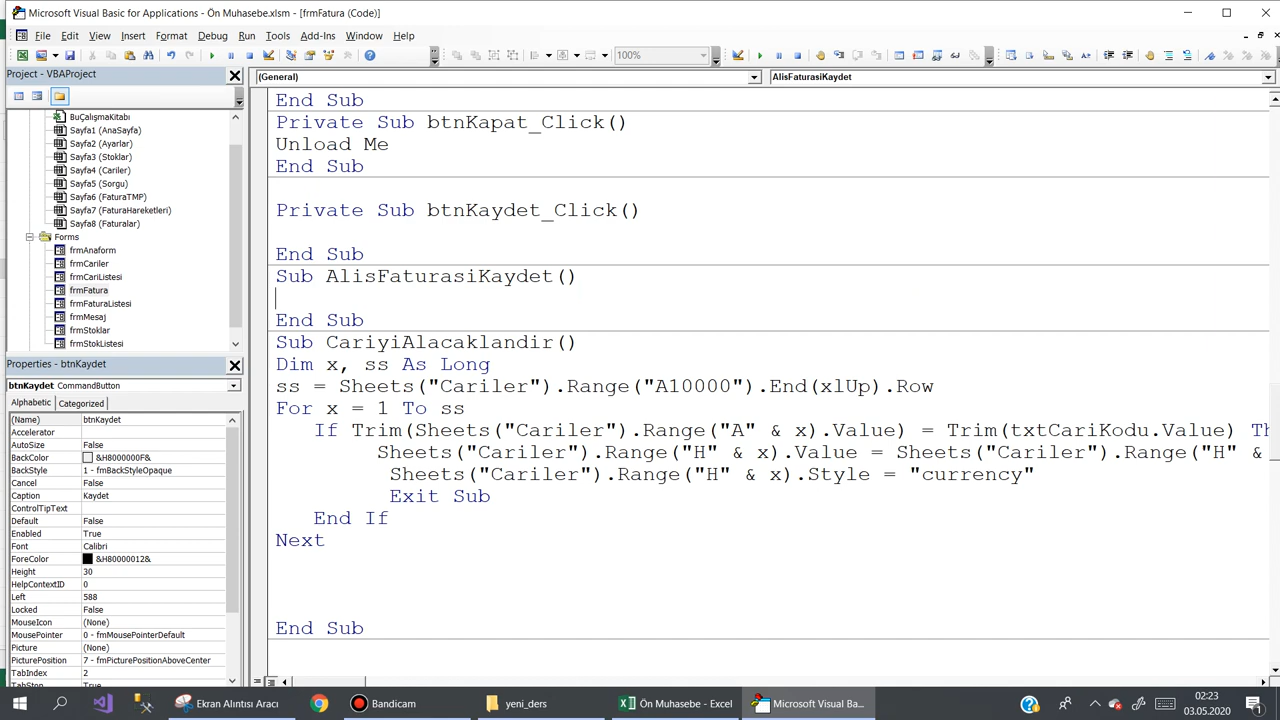 Microsoft Visual Basic for Applications - Ön Muhasebe.xlsm - [frmFatura (Code)]
File Edit View Insert Format Debug Run Tools Add-Ins Window Help
100%
Project - VBAProject
(General)
AlisFaturasiKaydet
BuÇalışmaKitabı
Sayfa1 (AnaSayfa)
Sayfa2 (Ayarlar)
Sayfa3 (Stoklar)
Sayfa4 (Cariler)
Sayfa5 (Sorgu)
Sayfa6 (FaturaTMP)
Sayfa7 (FaturaHareketleri)
Sayfa8 (Faturalar)
Forms
frmAnaform
frmCariler
frmCariListesi
frmFatura
frmFaturaListesi
frmMesaj
frmStoklar
frmStokListesi
Properties - btnKaydet
btnKaydet CommandButton
Alphabetic Categorized
(Name) btnKaydet
Accelerator
AutoSize False
BackColor &H8000000F&
BackStyle 1 - fmBackStyleOpaque
Cancel False
Caption Kaydet
ControlTipText
Default False
Enabled True
Font Calibri
ForeColor &H80000012&
Height 30
HelpContextID 0
Left 588
Locked False
MouseIcon (None)
MousePointer 0 - fmMousePointerDefault
Picture (None)
PicturePosition 7 - fmPicturePositionAboveCenter
TabIndex 2
TabStop True
End Sub
Private Sub btnKapat_Click()
Unload Me
End Sub
Private Sub btnKaydet_Click()
End Sub
Sub AlisFaturasiKaydet()
End Sub
Sub CariyiAlacaklandir()
Dim x, ss As Long
ss = Sheets("Cariler").Range("A10000").End(xlUp).Row
For x = 1 To ss
If Trim(Sheets("Cariler").Range("A" & x).Value) = Trim(txtCariKodu.Value) Th
Sheets("Cariler").Range("H" & x).Value = Sheets("Cariler").Range("H" &
Sheets("Cariler").Range("H" & x).Style = "currency"
Exit Sub
End If
Next
End Sub
Ekran Alıntısı Aracı
Bandicam
yeni_ders
Ön Muhasebe - Excel
Microsoft Visual Ba...
02:23
03.05.2020
1